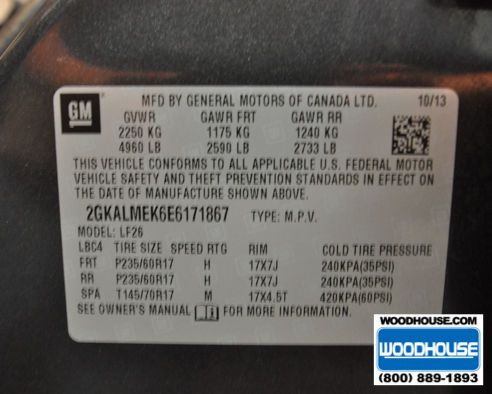 GM
MFD BY GENERAL MOTORS OF CANADA LTD. 10/13
GVWR GAWR FRT GAWR RR
2250 KG 1175 KG 1240 KG
4960 LB 2590 LB 2733 LB
THIS VEHICLE CONFORMS TO ALL APPLICABLE U.S. FEDERAL MOTOR
VEHICLE SAFETY AND THEFT PREVENTION STANDARDS IN EFFECT ON
THE DATE OF MANUFACTURE SHOWN ABOVE.
2GKALMEK6E6171867 TYPE: M.P.V.
MODEL: LF26
LBC4 TIRE SIZE SPEED RTG RIM COLD TIRE PRESSURE
FRT P235/60R17 H 17X7J 240KPA(35PSI)
RR P235/60R17 H 17X7J 240KPA(35PSI)
SPA T145/70R17 M 17X4.5T 420KPA(60PSI)
SEE OWNER'S MANUAL FOR MORE INFORMATION.
WOODHOUSE.COM
WOODHOUSE
(800) 889-1893